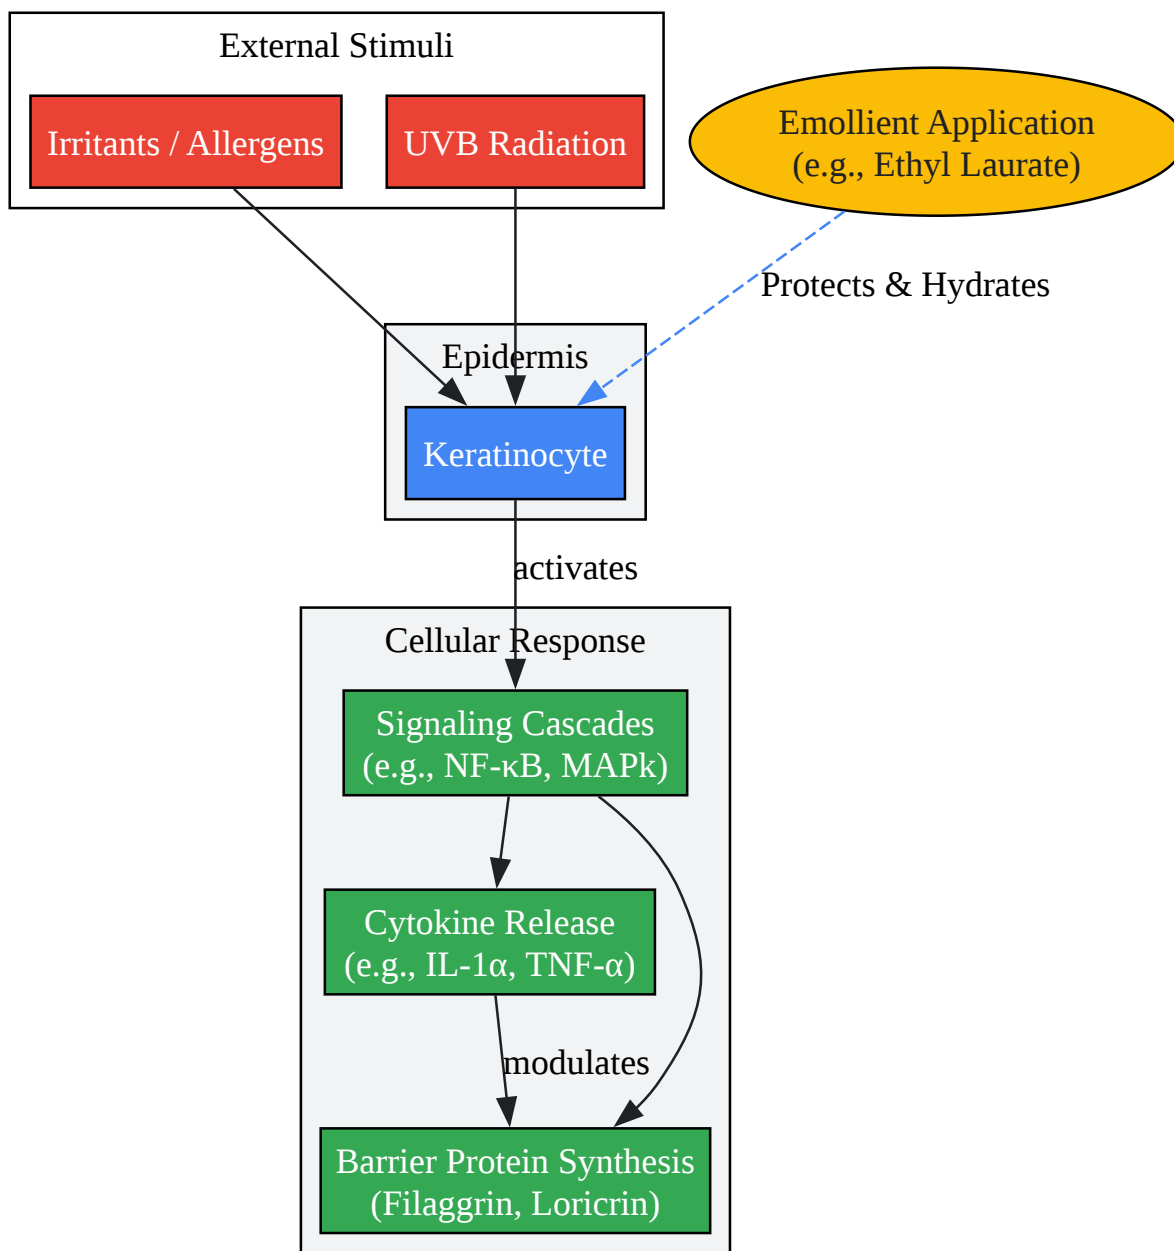 External Stimuli
Irritants / Allergens
UVB Radiation
Emollient Application
(e.g., Ethyl Laurate)
Protects & Hydrates
Epidermis
Keratinocyte
activates
Cellular Response
Signaling Cascades
(e.g., NF-κB, MAPk)
Cytokine Release
(e.g., IL-1α, TNF-α)
modulates
Barrier Protein Synthesis
(Filaggrin, Loricrin)